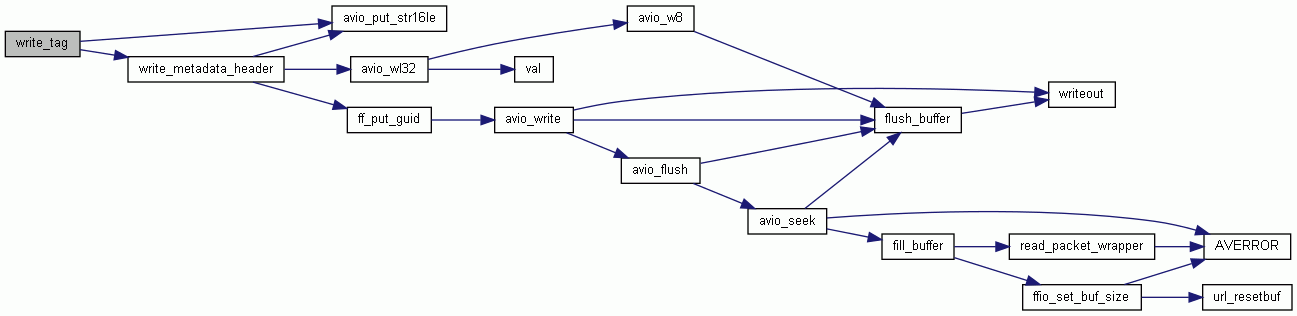 write_tag
avio_put_str16le
write_metadata_header
avio_wl32
ff_put_guid
avio_w8
val
avio_write
avio_flush
avio_seek
flush_buffer
writeout
fill_buffer
read_packet_wrapper
ffio_set_buf_size
AVERROR
url_resetbuf